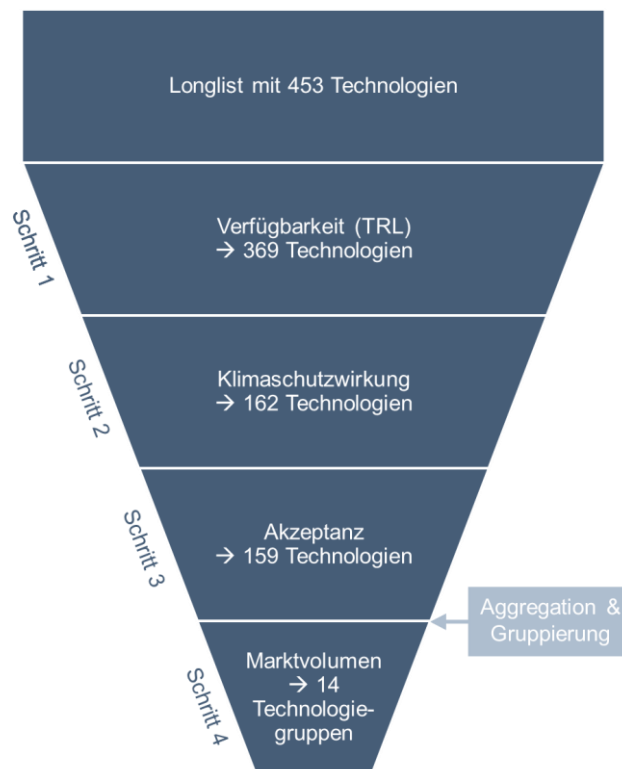 Longlist mit 453 Technologien
Schritt 1
Verfügbarkeit (TRL)
→ 369 Technologien
Schritt 2
Klimaschutzwirkung
→ 162 Technologien
Schritt 3
Akzeptanz
→ 159 Technologien
Aggregation &
Gruppierung
Schritt 4
Marktvolumen
→ 14
Technologie-
gruppen